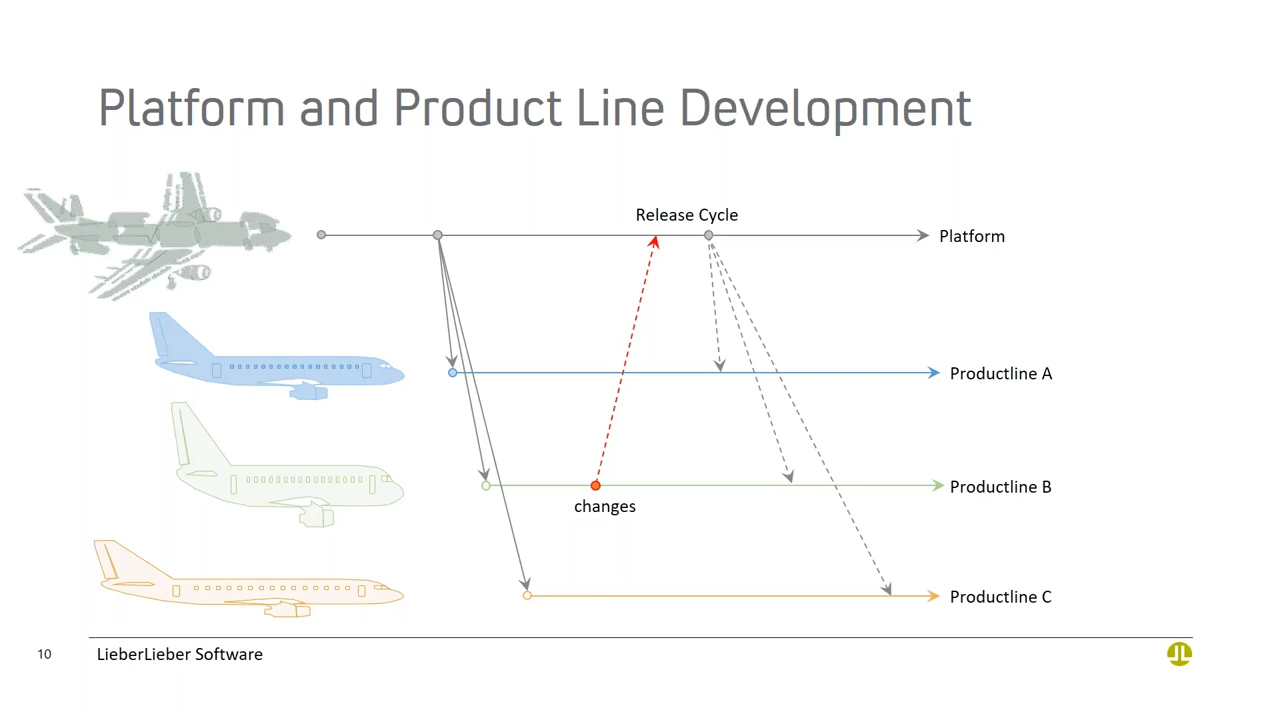 Platform and Product Line Development
Release Cycle
Platform
Productline A
Productline B
changes
Productline C
10
LieberLieber Software